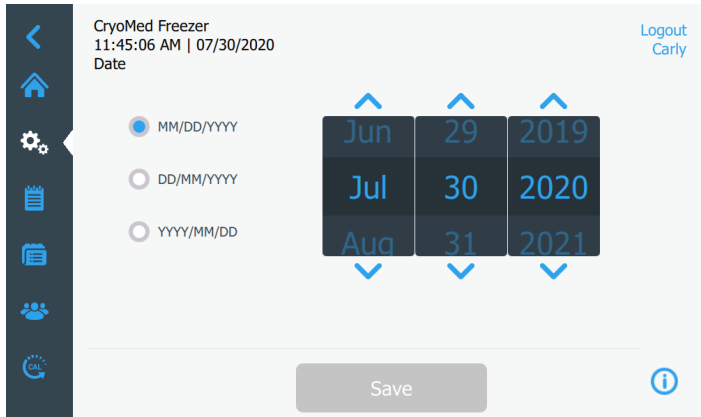 CryoMed Freezer
11:45:06 AM | 07/30/2020
Date
Logout
Carly
MM/DD/YYYY
DD/MM/YYYY
YYYY/MM/DD
Jun 29 2019
Jul 30 2020
Aug 31 2021
CAL
Save